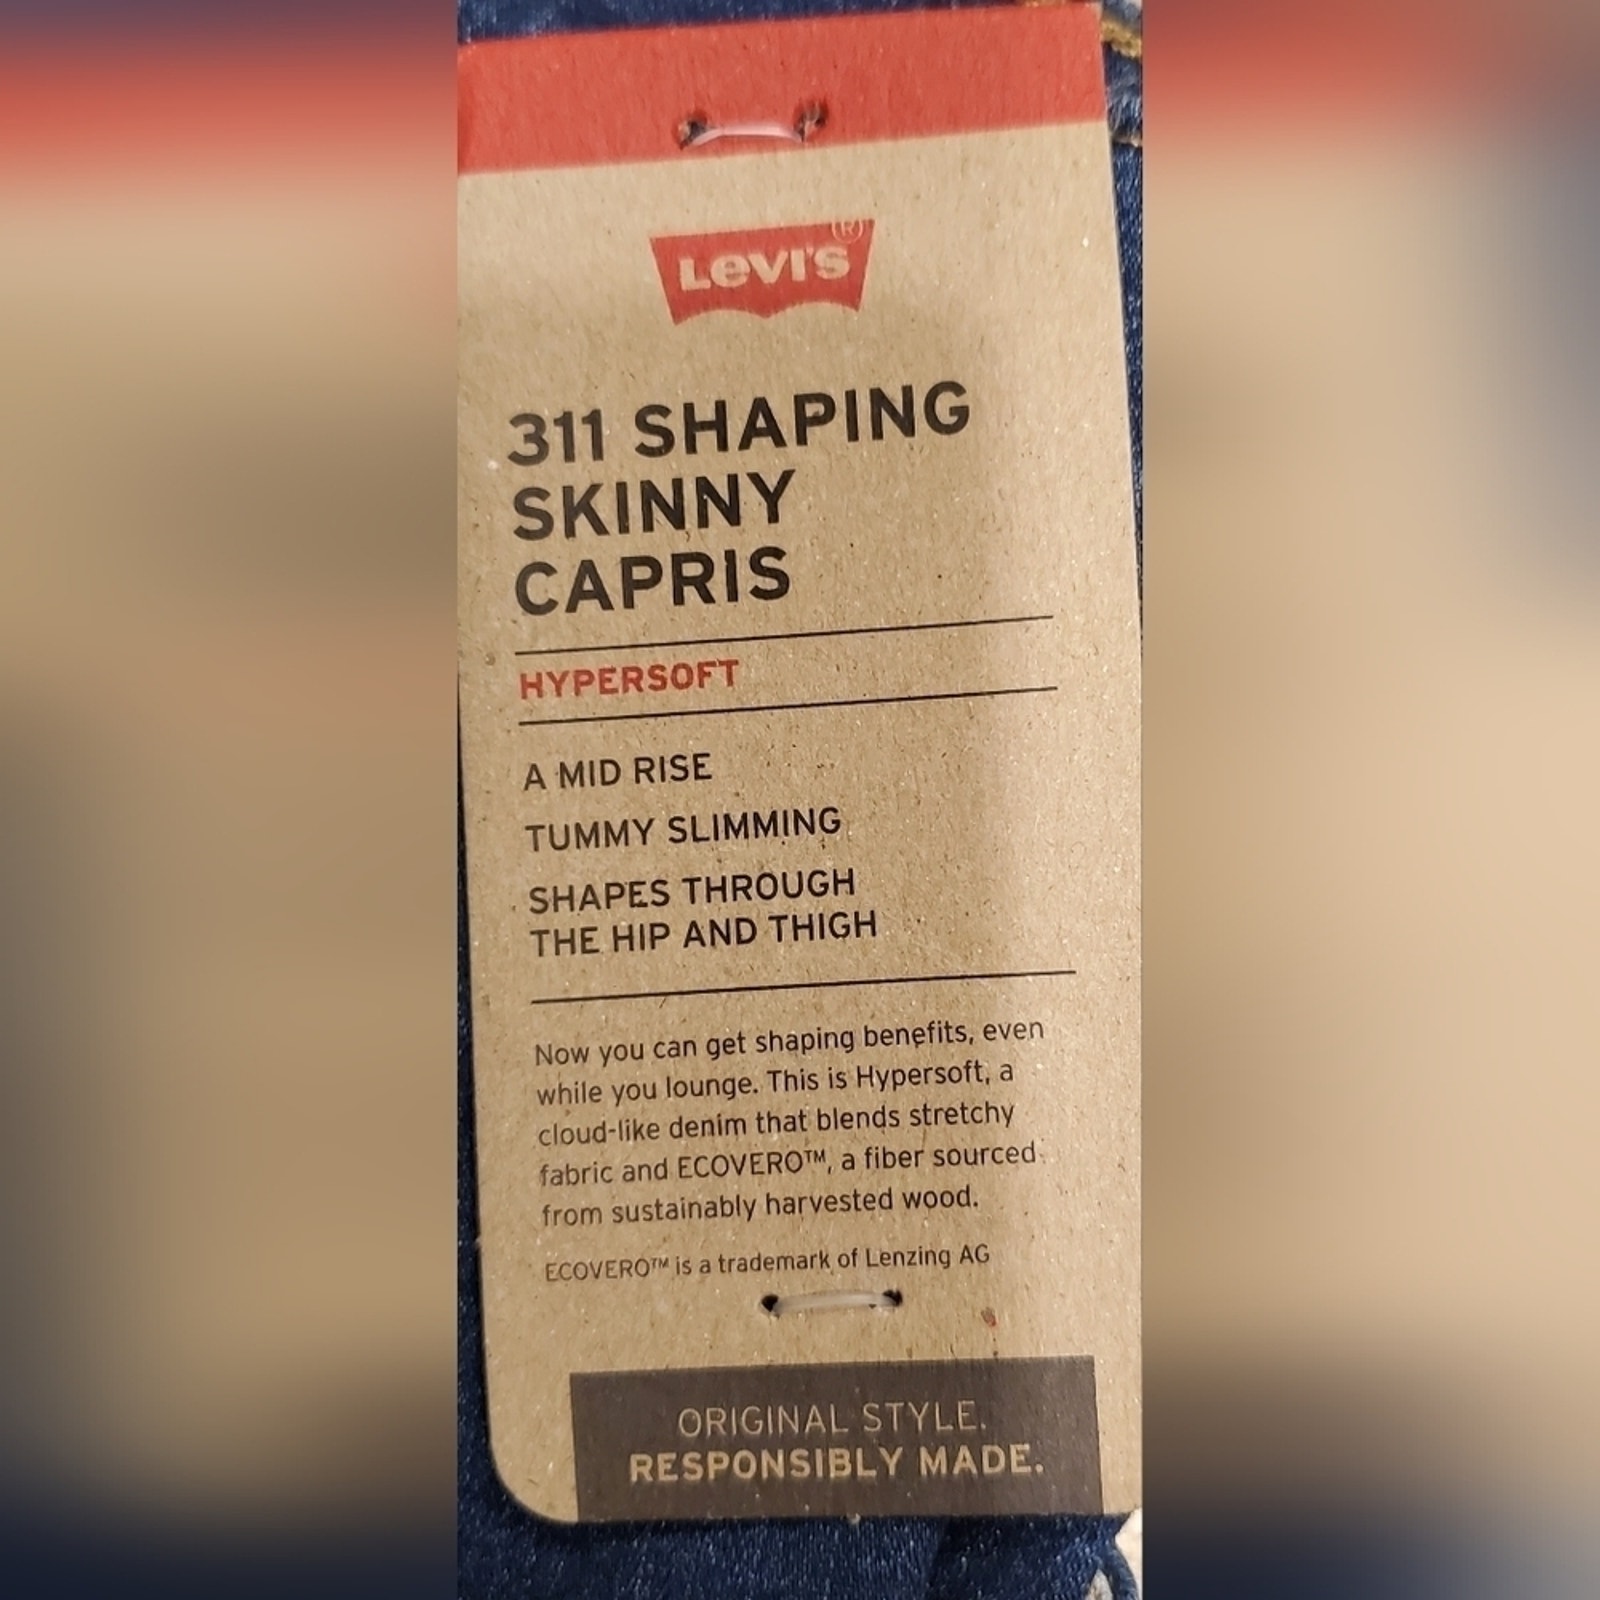 Levi's®
311 SHAPING
SKINNY
CAPRIS
HYPERSOFT
A MID RISE
TUMMY SLIMMING
SHAPES THROUGH
THE HIP AND THIGH
Now you can get shaping benefits, even
while you lounge. This is Hypersoft, a
cloud-like denim that blends stretchy
fabric and ECOVERO™, a fiber sourced
from sustainably harvested wood.
ECOVERO™ is a trademark of Lenzing AG
ORIGINAL STYLE.
RESPONSIBLY MADE.